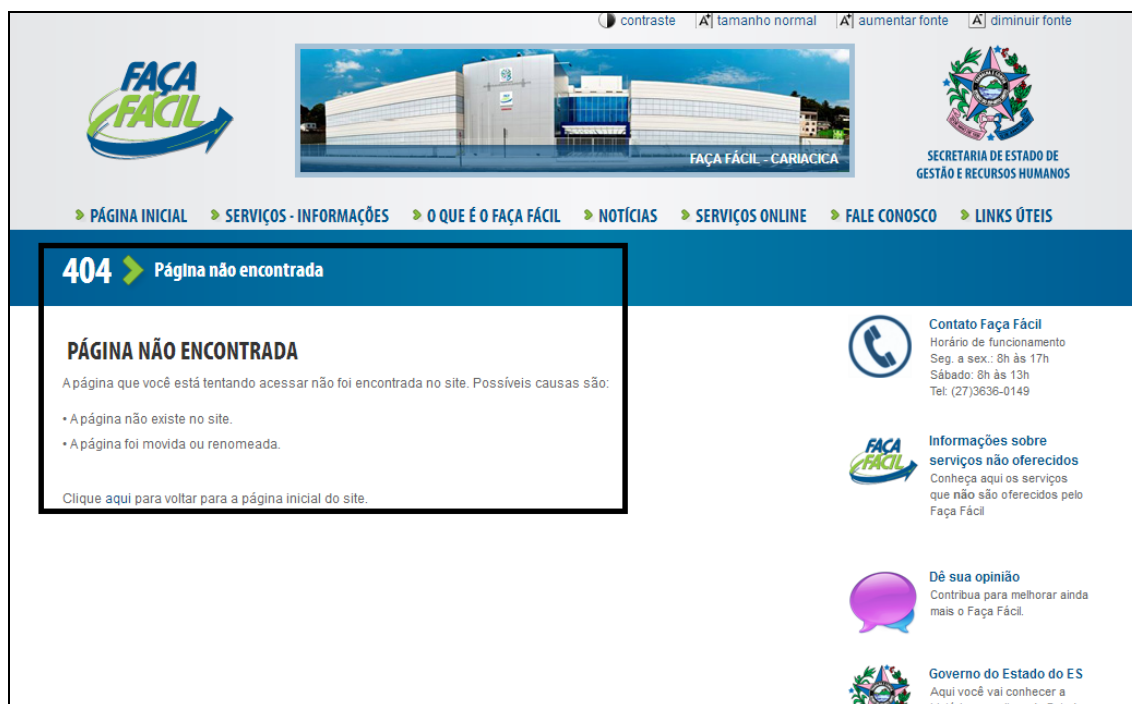 contraste
tamanho normal
aumentar fonte
diminuir fonte
FAÇA
FÁCIL
FAÇA FÁCIL - CARIACICA
SECRETARIA DE ESTADO DE
GESTÃO E RECURSOS HUMANOS
PÁGINA INICIAL
SERVIÇOS - INFORMAÇÕES
O QUE É O FAÇA FÁCIL
NOTÍCIAS
SERVIÇOS ONLINE
FALE CONOSCO
LINKS ÚTEIS
404 Página não encontrada
PÁGINA NÃO ENCONTRADA
A página que você está tentando acessar não foi encontrada no site. Possíveis causas são:
• A página não existe no site.
• A página foi movida ou renomeada.
Clique aqui para voltar para a página inicial do site.
Contato Faça Fácil
Horário de funcionamento
Seg. a sex.: 8h às 17h
Sábado: 8h às 13h
Tel: (27)3636-0149
FAÇA
FÁCIL
Informações sobre
serviços não oferecidos
Conheça aqui os serviços
que não são oferecidos pelo
Faça Fácil
Dê sua opinião
Contribua para melhorar ainda
mais o Faça Fácil.
Governo do Estado do ES
Aqui você vai conhecer a